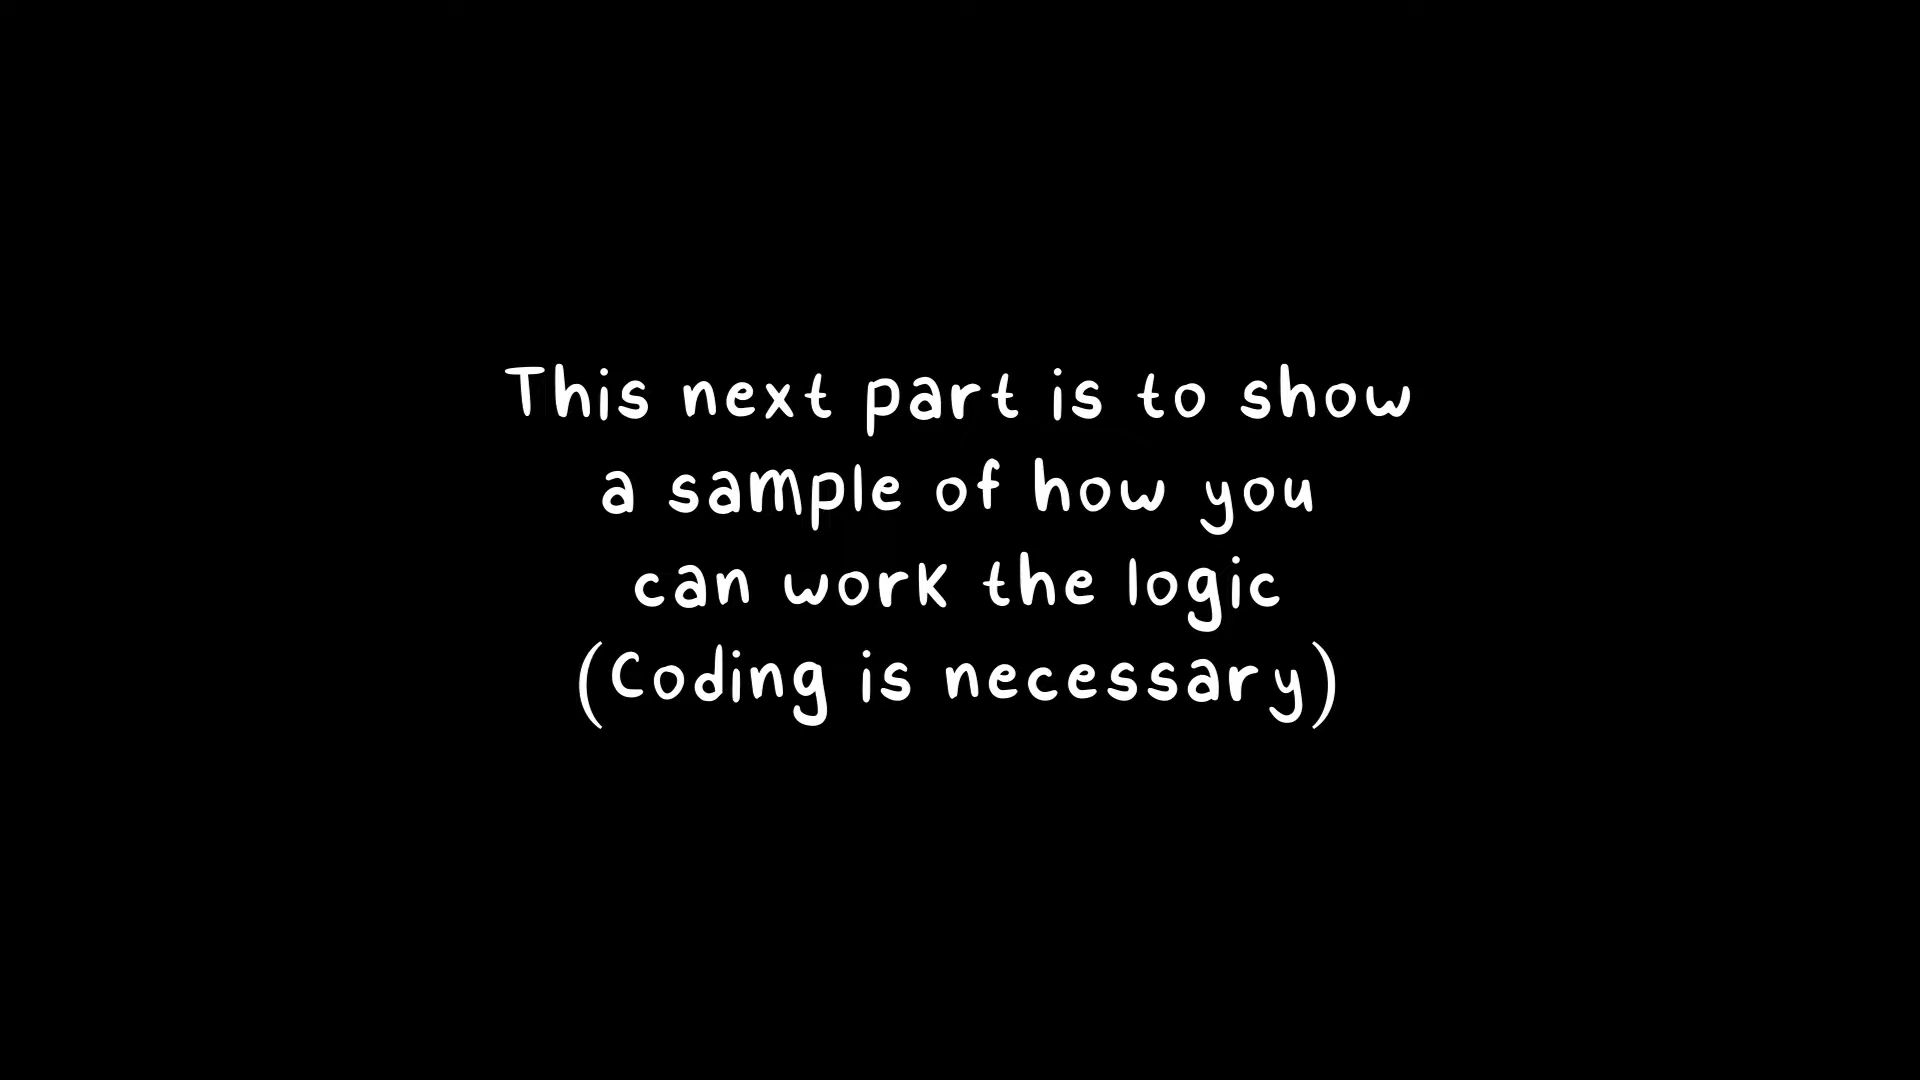 This next part is to show
a sample of how you
can work the logic
(Coding is necessary)